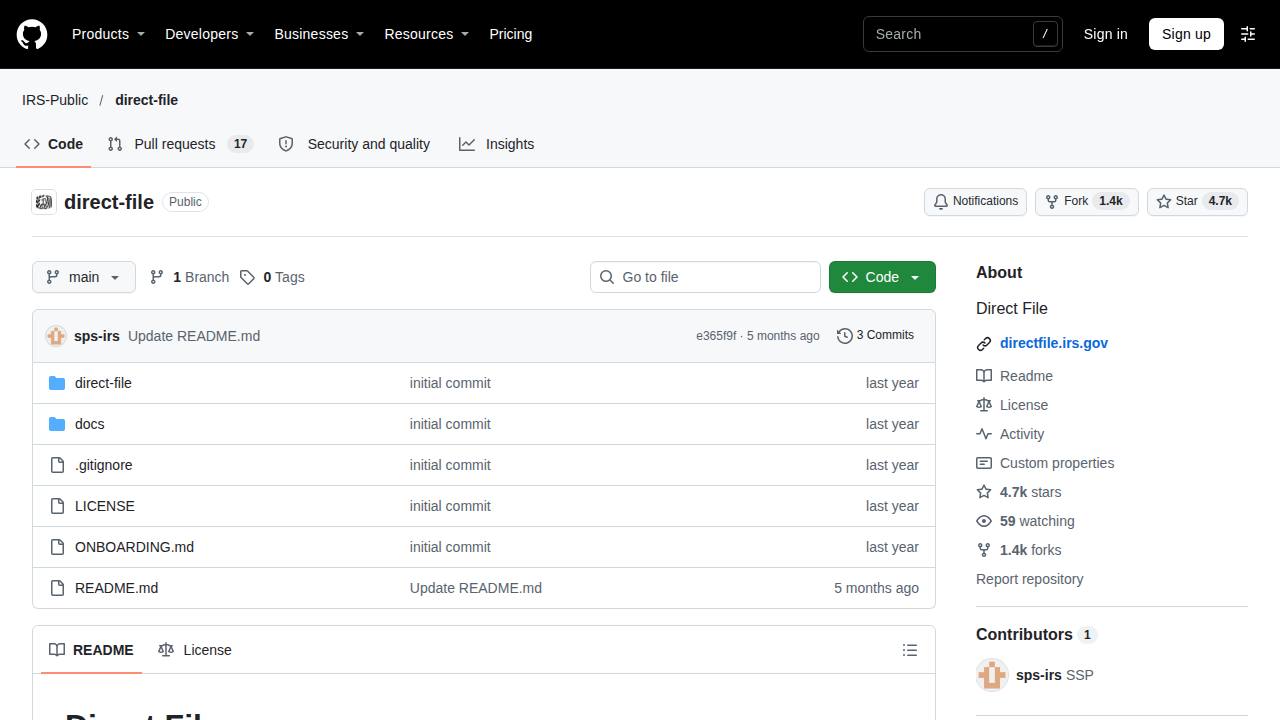 Products Developers Businesses Resources Pricing Search / Sign in Sign up
IRS-Public / direct-file
Code Pull requests 17 Security and quality Insights
direct-file Public Notifications Fork 1.4k Star 4.7k
main 1 Branch 0 Tags Go to file Code
sps-irs Update README.md e365f9f · 5 months ago 3 Commits
direct-file initial commit last year
docs initial commit last year
.gitignore initial commit last year
LICENSE initial commit last year
ONBOARDING.md initial commit last year
README.md Update README.md 5 months ago
README License
Direct File
About
Direct File
directfile.irs.gov
Readme
License
Activity
Custom properties
4.7k stars
59 watching
1.4k forks
Report repository
Contributors 1
sps-irs SSP